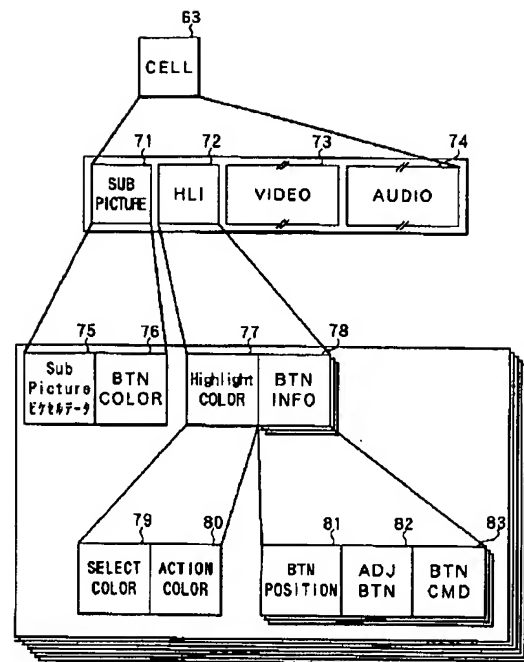 63
CELL
71
72
73
74
SUB
PICTURE
HLI
VIDEO
AUDIO
75
76
77
78
Sub
Picture
ピクセルデータ
BTN
COLOR
Highlight
COLOR
BTN
INFO
79
80
81
82
83
SELECT
COLOR
ACTION
COLOR
BTN
POSITION
ADJ
BTN
BTN
CMD